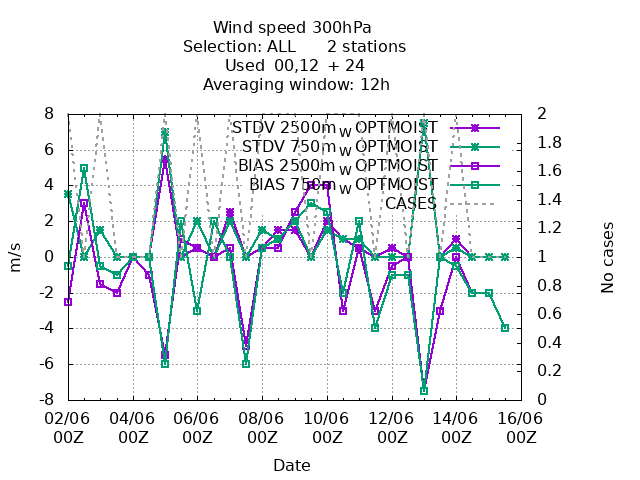 Wind speed 300hPa
Selection: ALL 2 stations
Used 00,12 + 24
Averaging window: 12h
STDV 2500m w OPTMOIST
STDV 750m w OPTMOIST
BIAS 2500m w OPTMOIST
BIAS 750m w OPTMOIST
CASES
8
6
4
2
0
-2
-4
-6
-8
m/s
2
1.8
1.6
1.4
1.2
1
0.8
0.6
0.4
0.2
0
No cases
02/06 04/06 06/06 08/06 10/06 12/06 14/06 16/06
00Z 00Z 00Z 00Z 00Z 00Z 00Z 00Z
Date